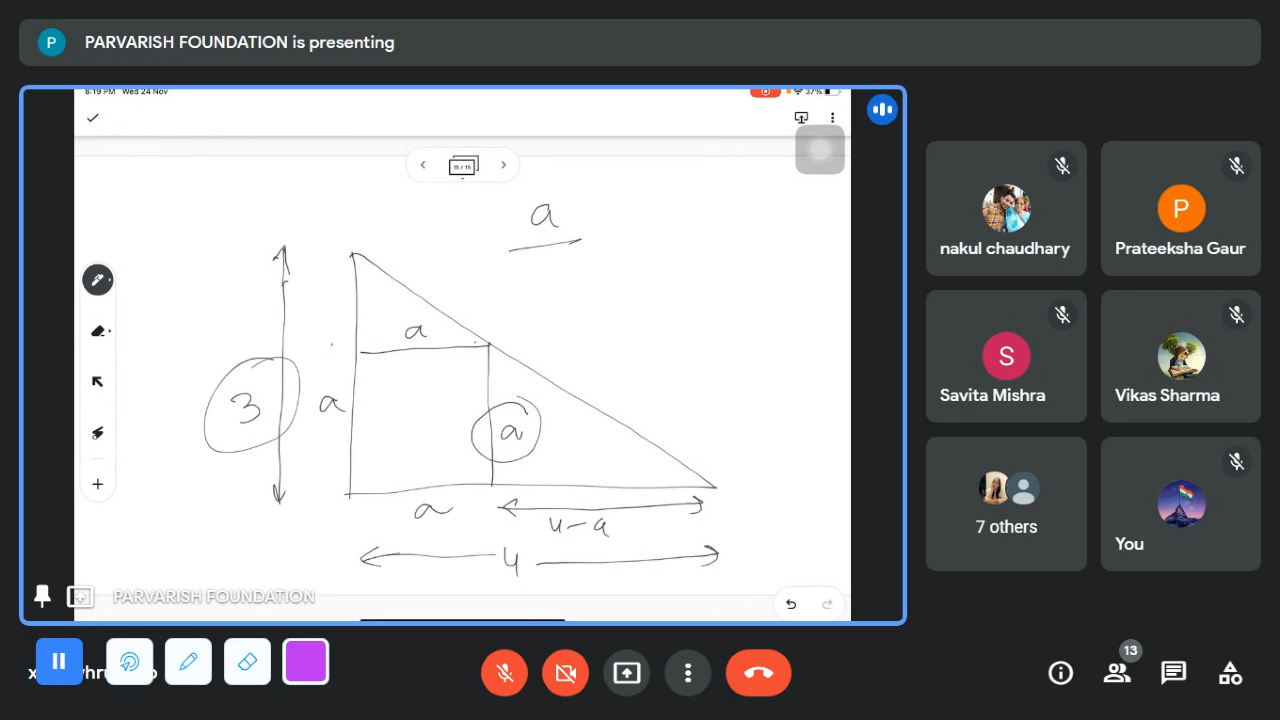 P PARVARISH FOUNDATION is presenting
8:19 PM Wed 24 Nov
37%
15 / 15
a
a
3
a
a
a
4-a
4
PARVARISH FOUNDATION
nakul chaudhary
P
Prateeksha Gaur
S
Savita Mishra
Vikas Sharma
7 others
You
13